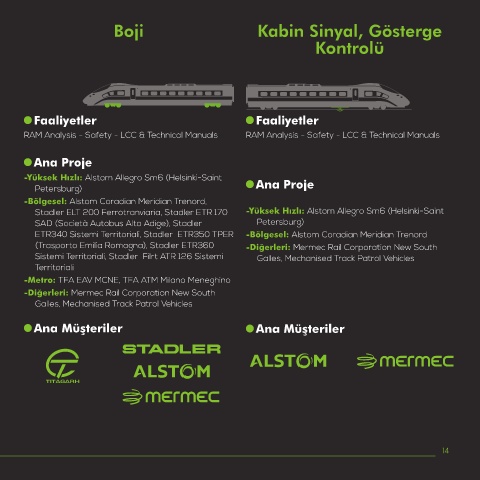 Boji
Faaliyetler
RAM Analysis - Safety - LCC & Technical Manuals
Ana Proje
-Yüksek Hızlı: Alstom Allegro Sm6 (Helsinki-Saint
Petersburg)
-Bölgesel: Alstom Coradian Meridian Trenord,
Stadler ELT 200 Ferrotranviaria, Stadler ETR 170
SAD (Società Autobus Alto Adige), Stadler
ETR340 Sistemi Territoriali, Stadler ETR350 TPER
(Trasporto Emilia Romagna), Stadler ETR360
Sistemi Territoriali, Stadler Filrt ATR 126 Sistemi
Territoriali
-Metro: TFA EAV MCNE, TFA ATM Milano Meneghino
-Diğerleri: Mermec Rail Corporation New South
Galles, Mechanised Track Patrol Vehicles
Ana Müşteriler
TITAGARH
STADLER
ALSTOM
mermec
Kabin Sinyal, Gösterge
Kontrolü
Faaliyetler
RAM Analysis - Safety - LCC & Technical Manuals
Ana Proje
-Yüksek Hızlı: Alstom Allegro Sm6 (Helsinki-Saint
Petersburg)
-Bölgesel: Alstom Coradian Meridian Trenord
-Diğerleri: Mermec Rail Corporation New South
Galles, Mechanised Track Patrol Vehicles
Ana Müşteriler
ALSTOM
mermec
14